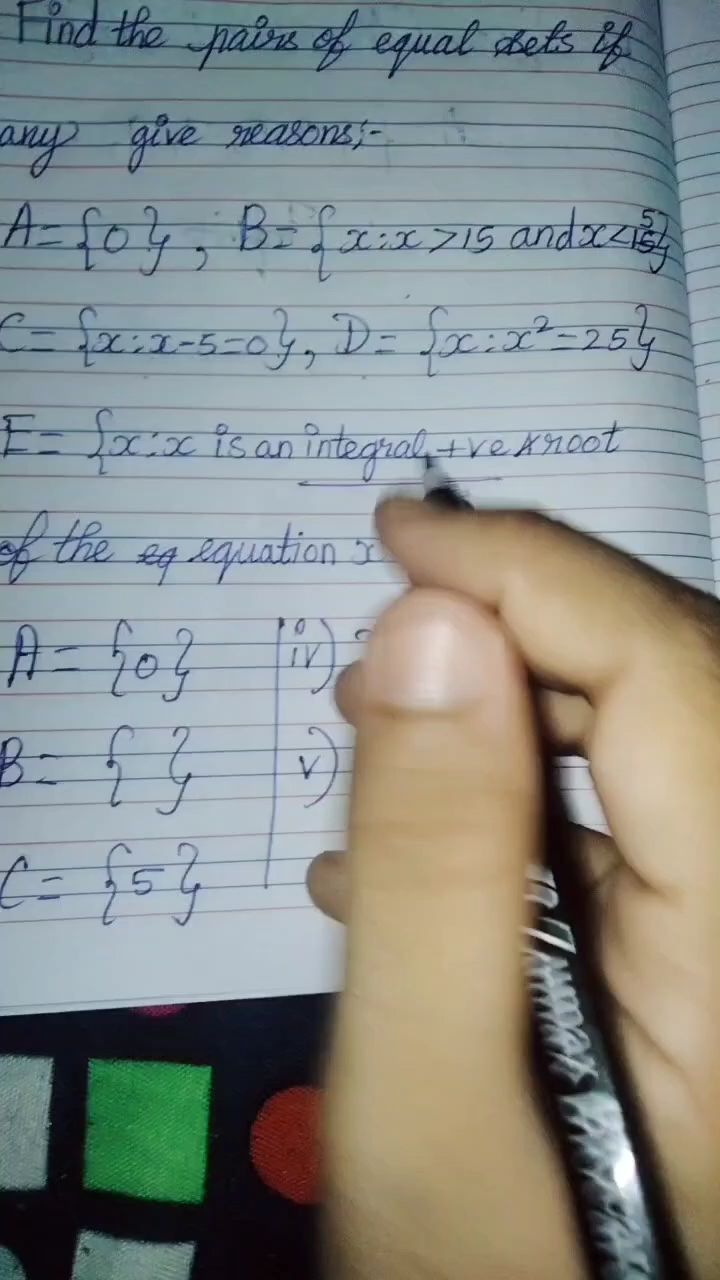 Find the pairs of equal sets if
any give reasons;-
A = {0} ; B = {x : x > 15 and x < 5}
C = {x : x-5=0}, D = {x : x² = 25}
E = {x : x is an integral +ve root
of the equation x
A = {0}
iv)
B = { }
v)
C = {5}